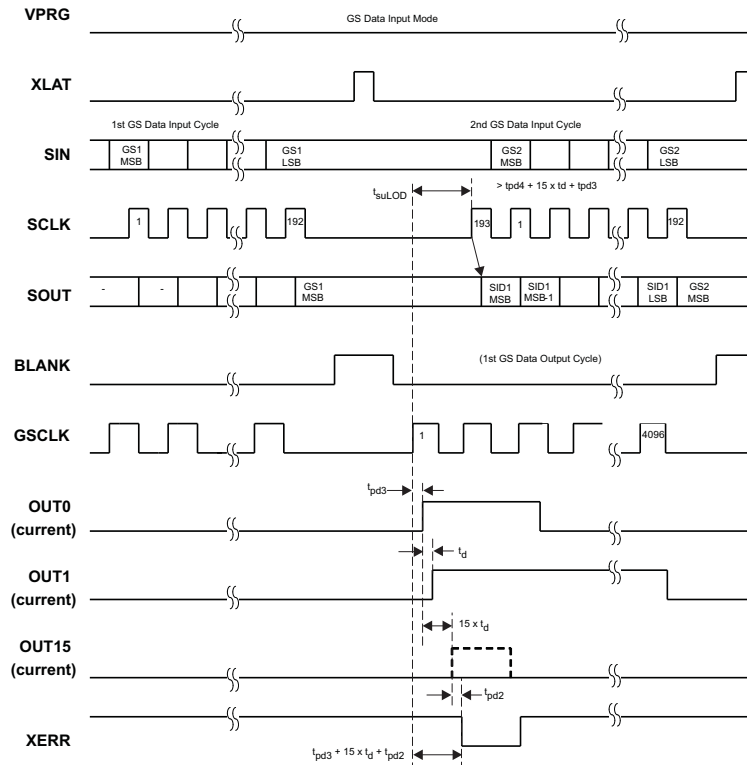 VPRG
GS Data Input Mode
XLAT
1st GS Data Input Cycle
2nd GS Data Input Cycle
SIN
GS1
MSB
GS1
LSB
GS2
MSB
GS2
LSB
tsuLOD
> tpd4 + 15 x td + tpd3
SCLK
1
192
193
1
192
SOUT
-
-
GS1
MSB
SID1
MSB
SID1
MSB-1
SID1
LSB
GS2
MSB
BLANK
(1st GS Data Output Cycle)
GSCLK
1
4096
tpd3
OUT0
(current)
td
OUT1
(current)
15 x td
OUT15
(current)
tpd2
XERR
tpd3 + 15 x td + tpd2